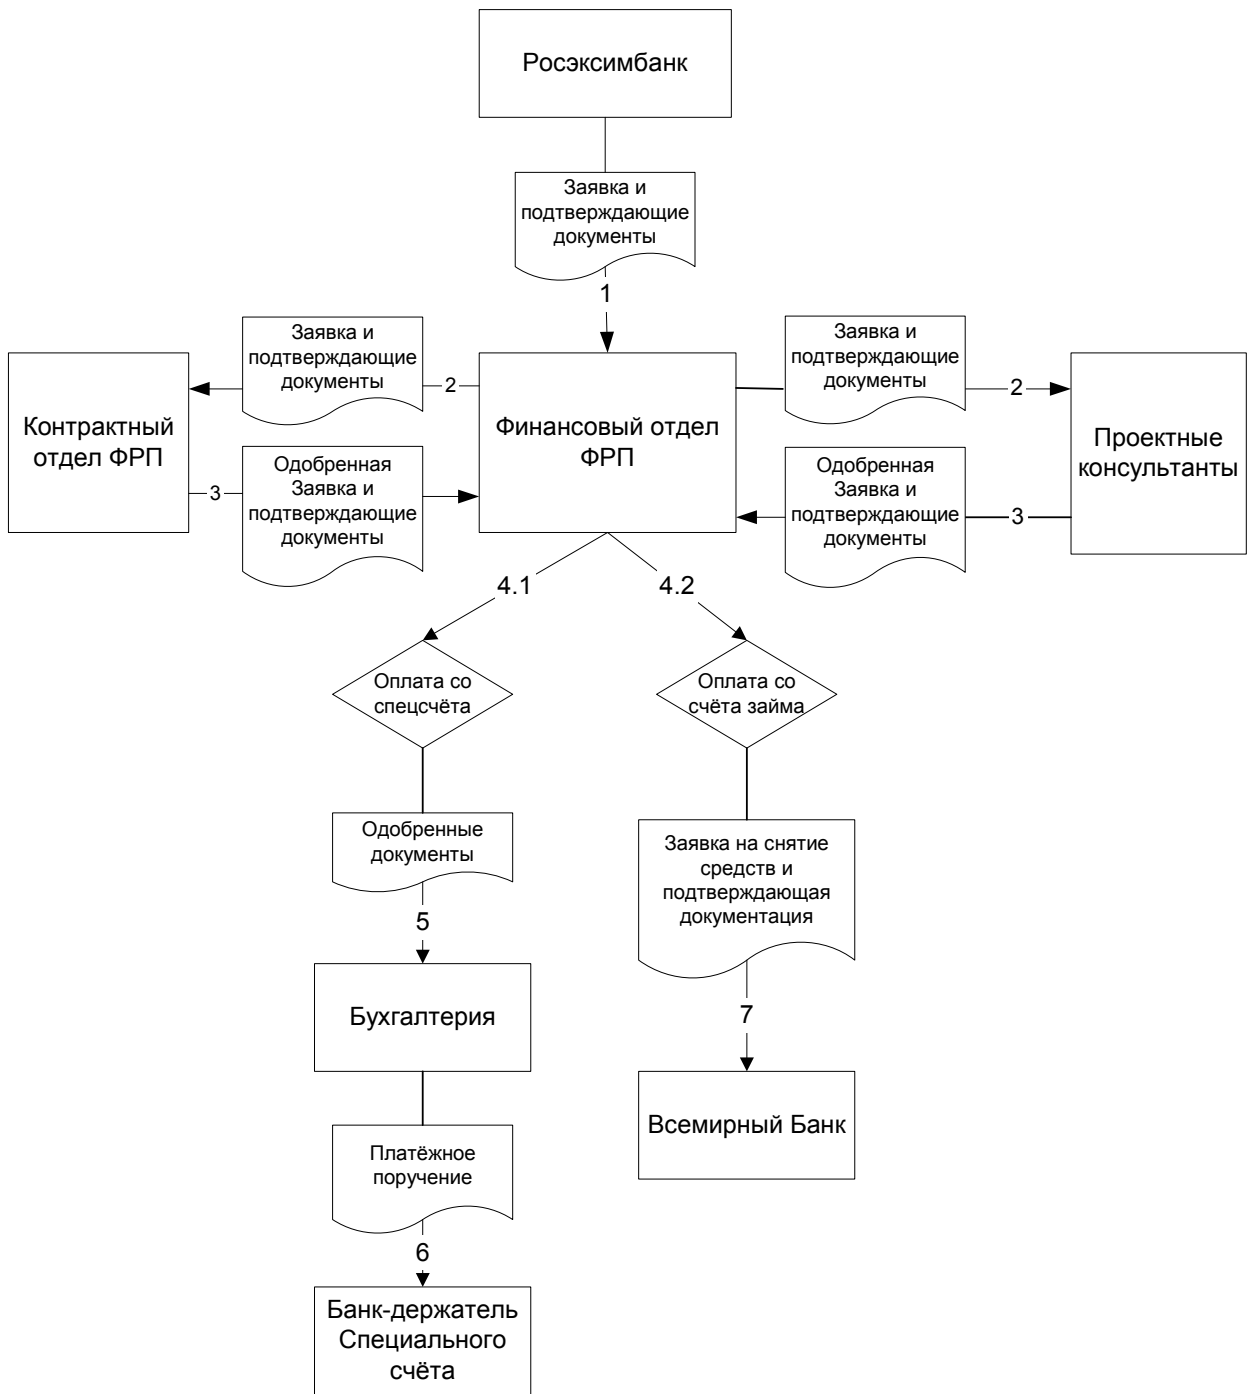 Росэксимбанк
Заявка и
подтверждающие
документы
1
Заявка и
подтверждающие
документы
2
Заявка и
подтверждающие
документы
2
Контрактный
отдел ФРП
Финансовый отдел
ФРП
Проектные
консультанты
3
Одобренная
Заявка и
подтверждающие
документы
Одобренная
Заявка и
подтверждающие
документы
3
4.1
4.2
Оплата со
спецсчёта
Оплата со
счёта займа
Одобренные
документы
Заявка на снятие
средств и
подтверждающая
документация
5
7
Бухгалтерия
Всемирный Банк
Платёжное
поручение
6
Банк-держатель
Специального
счёта